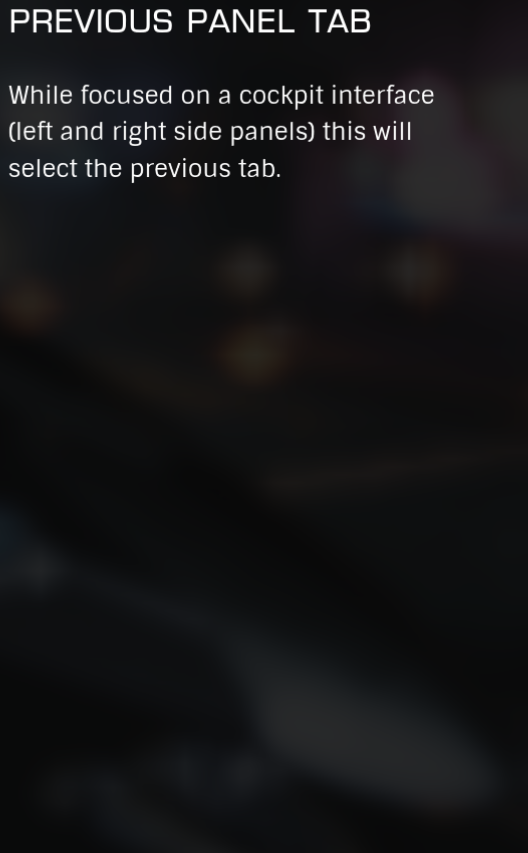 PREVIOUS PANEL TAB
While focused on a cockpit interface
(left and right side panels) this will
select the previous tab.